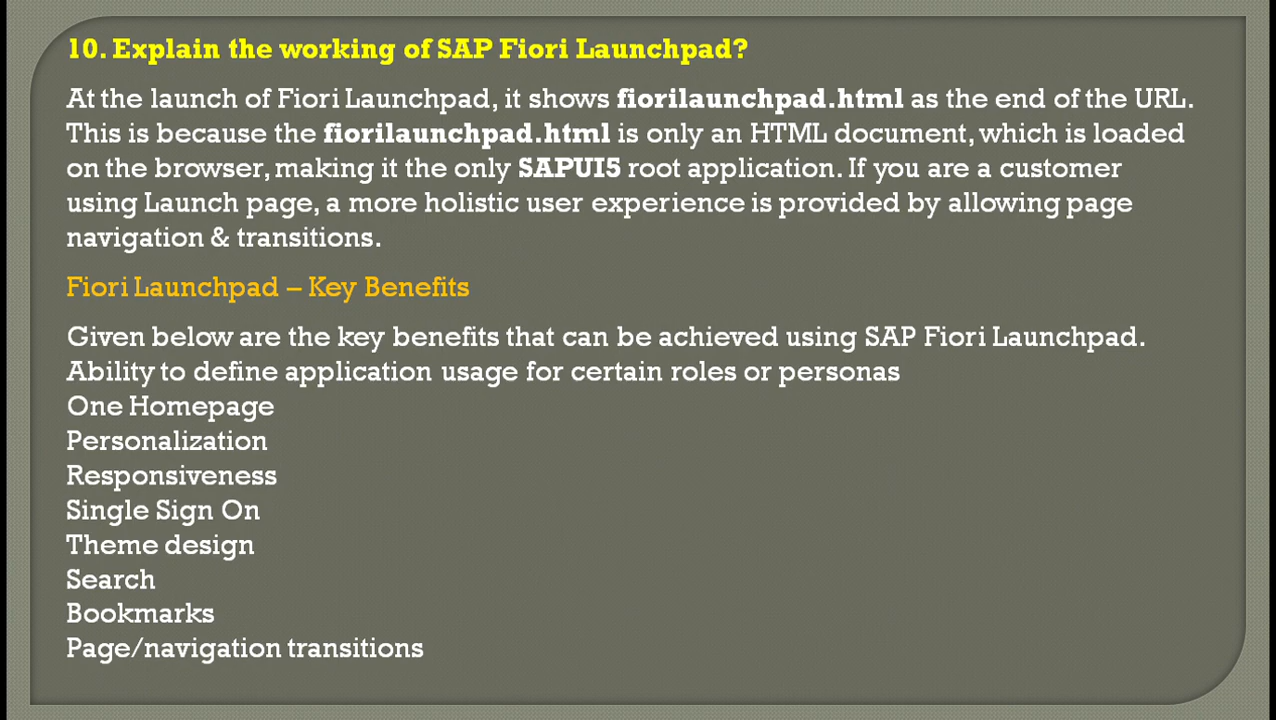 10. Explain the working of SAP Fiori Launchpad?
At the launch of Fiori Launchpad, it shows fiorilaunchpad.html as the end of the URL.
This is because the fiorilaunchpad.html is only an HTML document, which is loaded
on the browser, making it the only SAPUI5 root application. If you are a customer
using Launch page, a more holistic user experience is provided by allowing page
navigation & transitions.
Fiori Launchpad – Key Benefits
Given below are the key benefits that can be achieved using SAP Fiori Launchpad.
Ability to define application usage for certain roles or personas
One Homepage
Personalization
Responsiveness
Single Sign On
Theme design
Search
Bookmarks
Page/navigation transitions